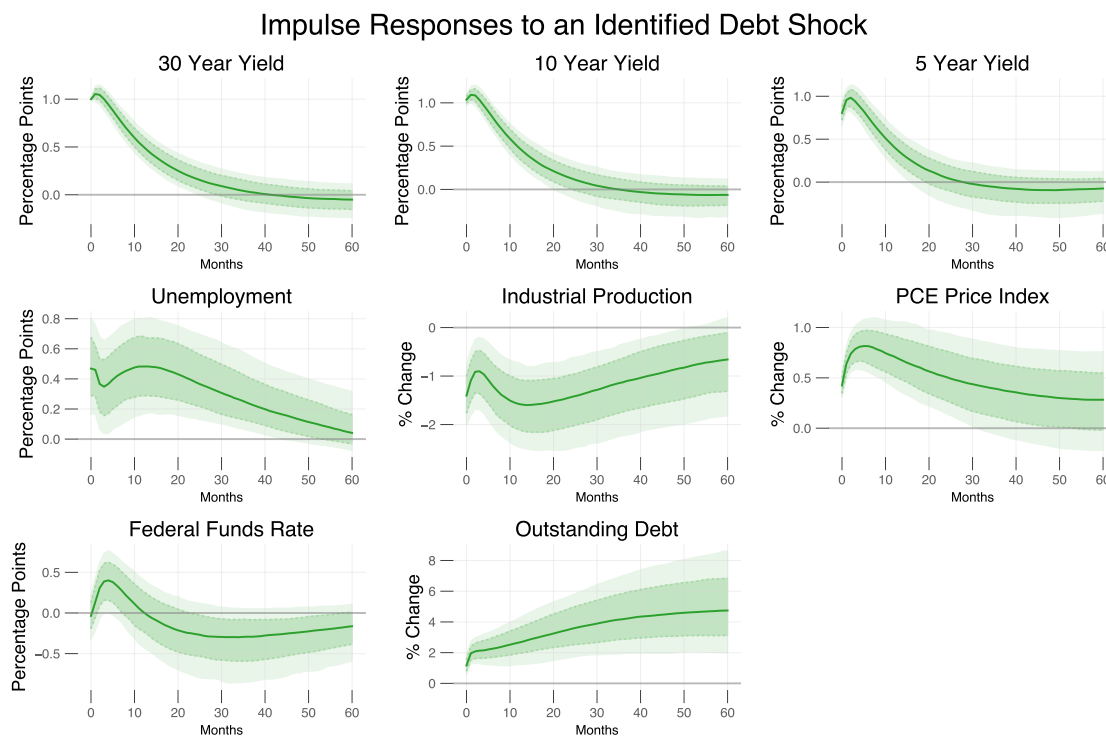 Impulse Responses to an Identified Debt Shock
30 Year Yield
Percentage Points
1.0
0.5
0.0
0 10 20 30 40 50 60
Months
10 Year Yield
Percentage Points
1.0
0.5
0.0
0 10 20 30 40 50 60
Months
5 Year Yield
Percentage Points
1.0
0.5
0.0
0 10 20 30 40 50 60
Months
Unemployment
Percentage Points
0.8
0.6
0.4
0.2
0.0
0 10 20 30 40 50 60
Months
Industrial Production
% Change
0
−1
−2
0 10 20 30 40 50 60
Months
PCE Price Index
% Change
1.0
0.5
0.0
0 10 20 30 40 50 60
Months
Federal Funds Rate
Percentage Points
0.5
0.0
−0.5
0 10 20 30 40 50 60
Months
Outstanding Debt
% Change
8
6
4
2
0
0 10 20 30 40 50 60
Months